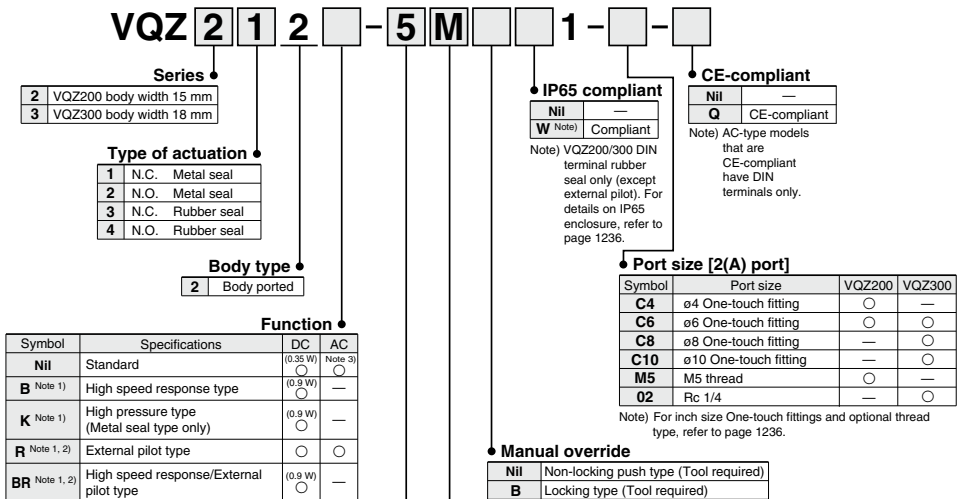 VQZ 2 1 2 – 5 M 1 – –
Series
2 VQZ200 body width 15 mm
3 VQZ300 body width 18 mm
Type of actuation
1 N.C. Metal seal
2 N.O. Metal seal
3 N.C. Rubber seal
4 N.O. Rubber seal
Body type
2 Body ported
Function
Symbol Specifications DC AC
Nil Standard (0.35 W) ○ Note 3) ○
B Note 1) High speed response type (0.9 W) ○ —
K Note 1) High pressure type
(Metal seal type only) (0.9 W) ○ —
R Note 1, 2) External pilot type ○ ○
BR Note 1, 2) High speed response/External
pilot type (0.9 W) ○ —
IP65 compliant
Nil —
W Note) Compliant
Note) VQZ200/300 DIN
terminal rubber
seal only (except
external pilot). For
details on IP65
enclosure, refer to
page 1236.
CE-compliant
Nil —
Q CE-compliant
Note) AC-type models
that are
CE-compliant
have DIN
terminals only.
Port size [2(A) port]
Symbol Port size VQZ200 VQZ300
C4 ø4 One-touch fitting ○ —
C6 ø6 One-touch fitting ○ ○
C8 ø8 One-touch fitting — ○
C10 ø10 One-touch fitting — ○
M5 M5 thread ○ —
02 Rc 1/4 — ○
Note) For inch size One-touch fittings and optional thread
type, refer to page 1236.
Manual override
Nil Non-locking push type (Tool required)
B Locking type (Tool required)